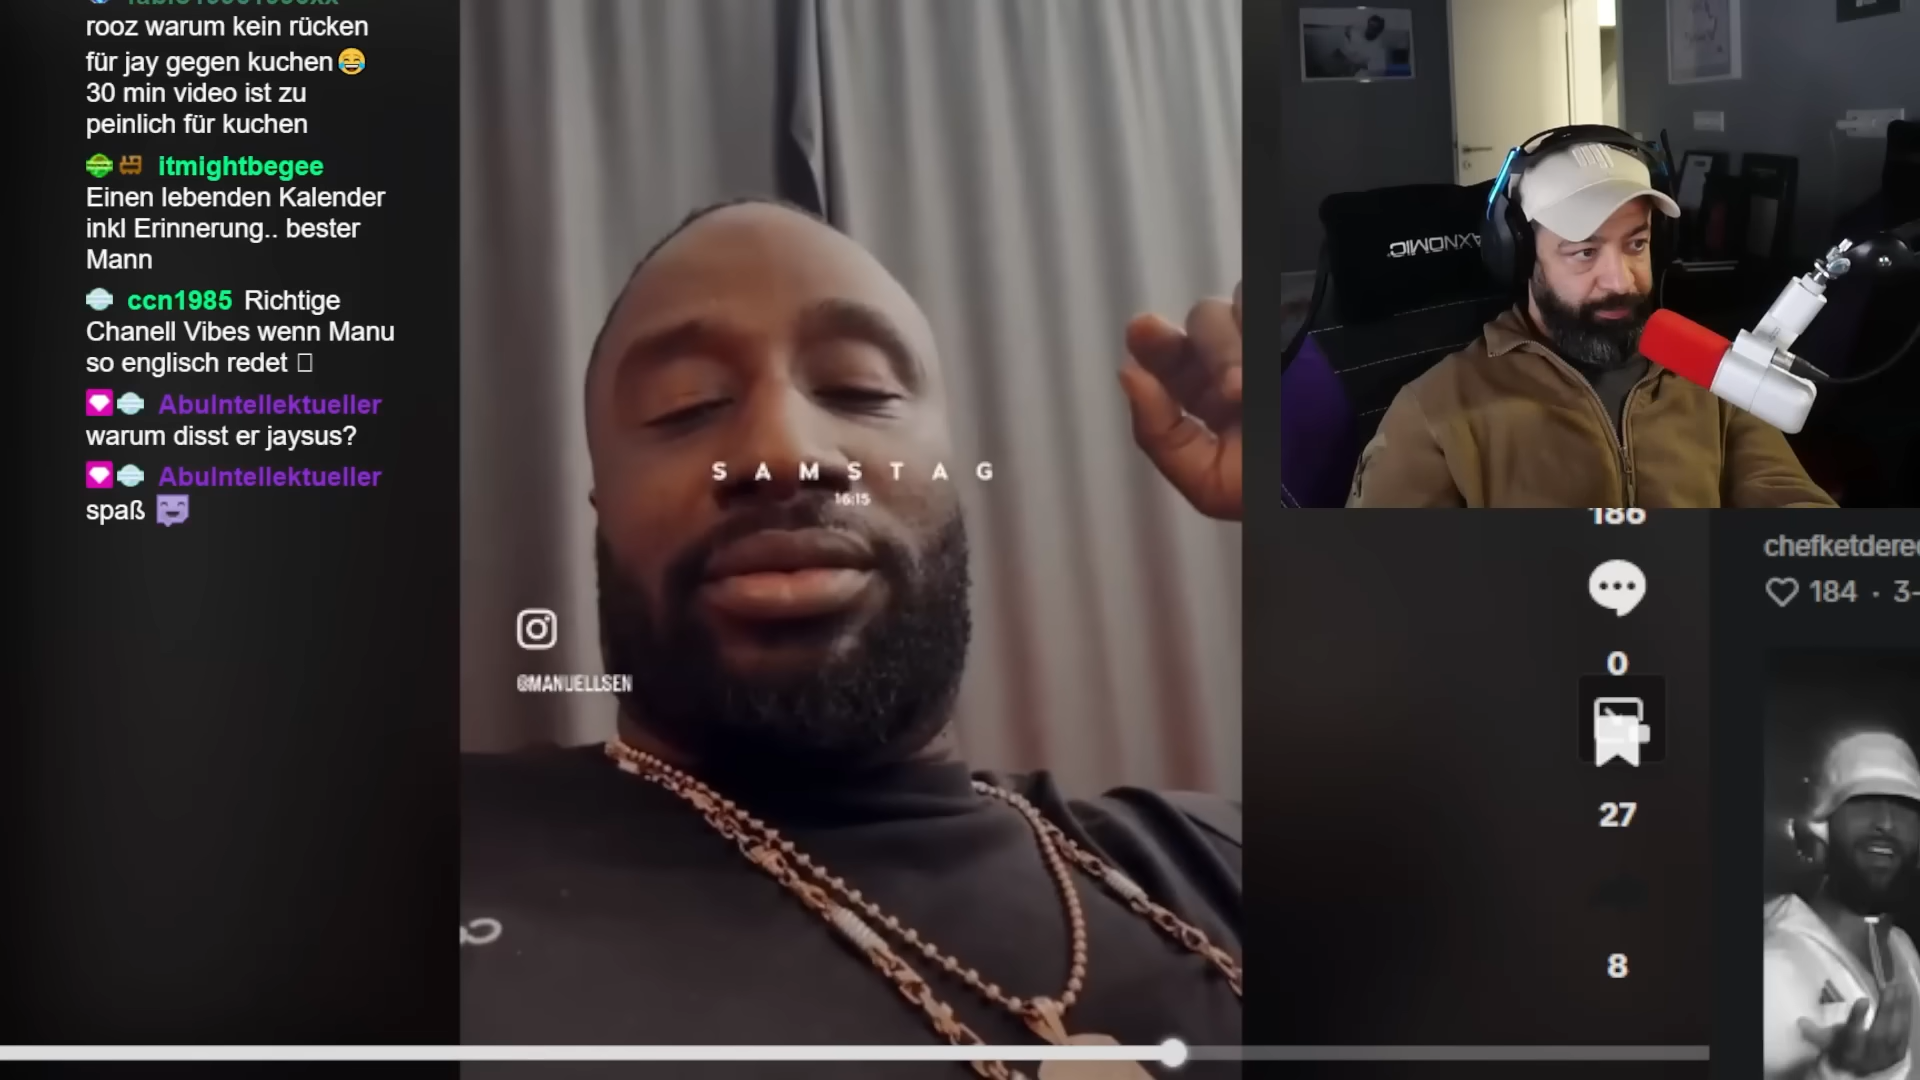 rooz warum kein rücken
für jay gegen kuchen😂
30 min video ist zu
peinlich für kuchen
itmightbegee
Einen lebenden Kalender
inkl Erinnerung.. bester
Mann
ccn1985 Richtige
Chanell Vibes wenn Manu
so englisch redet
AbuIntellektueller
warum disst er jaysus?
AbuIntellektueller
spaß
SAMSTAG
16:15
@MANUELLSEN
186
0
27
8
184 · 3-